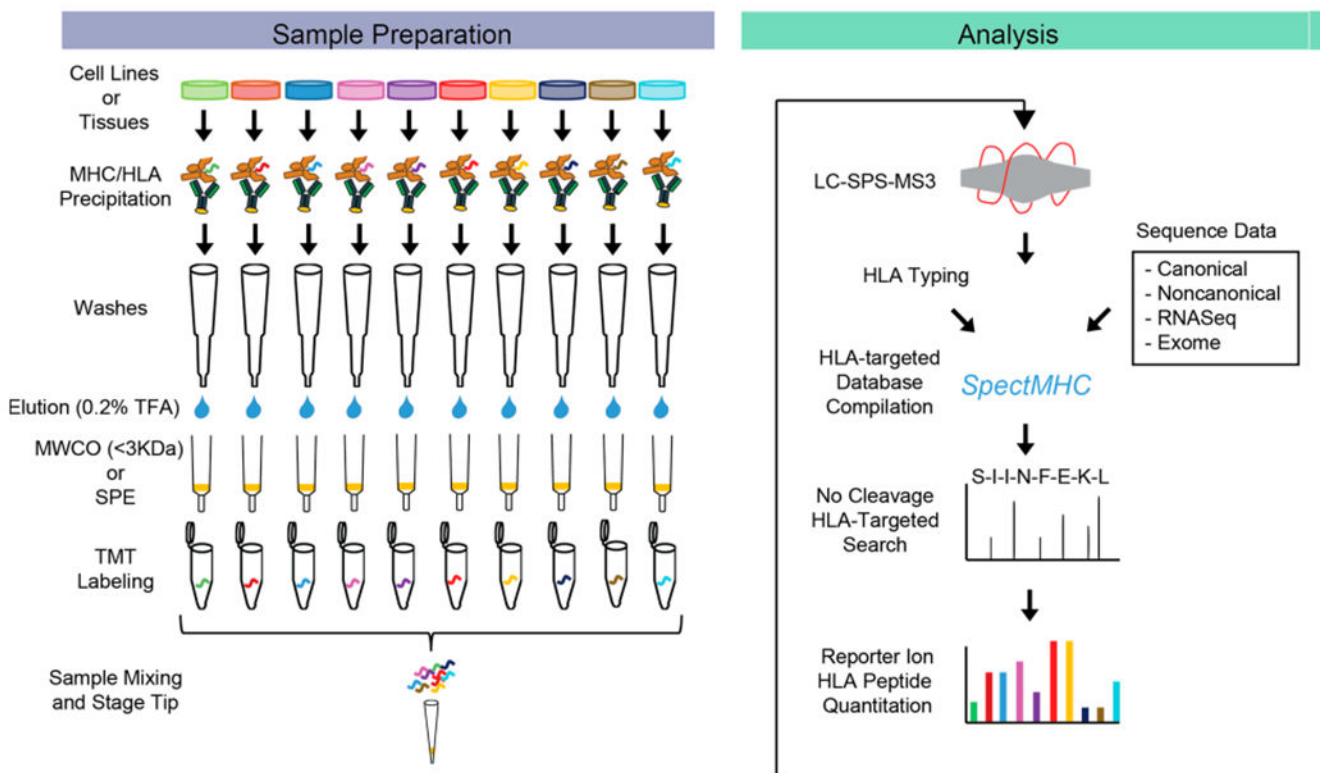 Sample Preparation
Cell Lines
or
Tissues
MHC/HLA
Precipitation
Washes
Elution (0.2% TFA)
MWCO (<3KDa)
or
SPE
TMT
Labeling
Sample Mixing
and Stage Tip
Analysis
LC-SPS-MS3
HLA Typing
Sequence Data
- Canonical
- Noncanonical
- RNASeq
- Exome
HLA-targeted
Database
Compilation
SpectMHC
S-I-I-N-F-E-K-L
No Cleavage
HLA-Targeted
Search
Reporter Ion
HLA Peptide
Quantitation